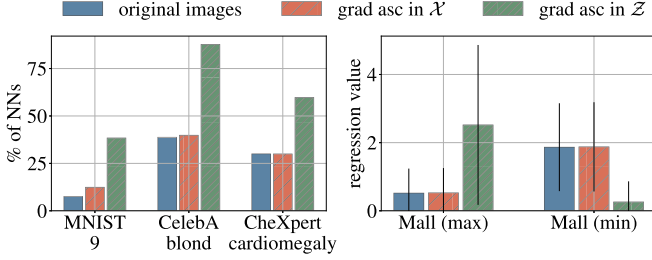 original images grad asc in 𝒳 grad asc in 𝒵
% of NNs
75
50
25
0
MNIST
9
CelebA
blond
CheXpert
cardiomegaly
regression value
4
2
0
Mall (max)
Mall (min)